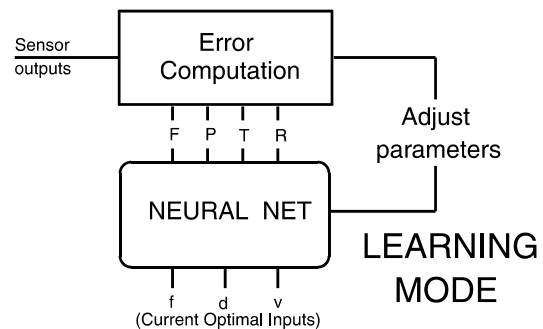 Sensor
outputs
Error
Computation
F P T R
Adjust
parameters
NEURAL NET
LEARNING
MODE
f d v
(Current Optimal Inputs)